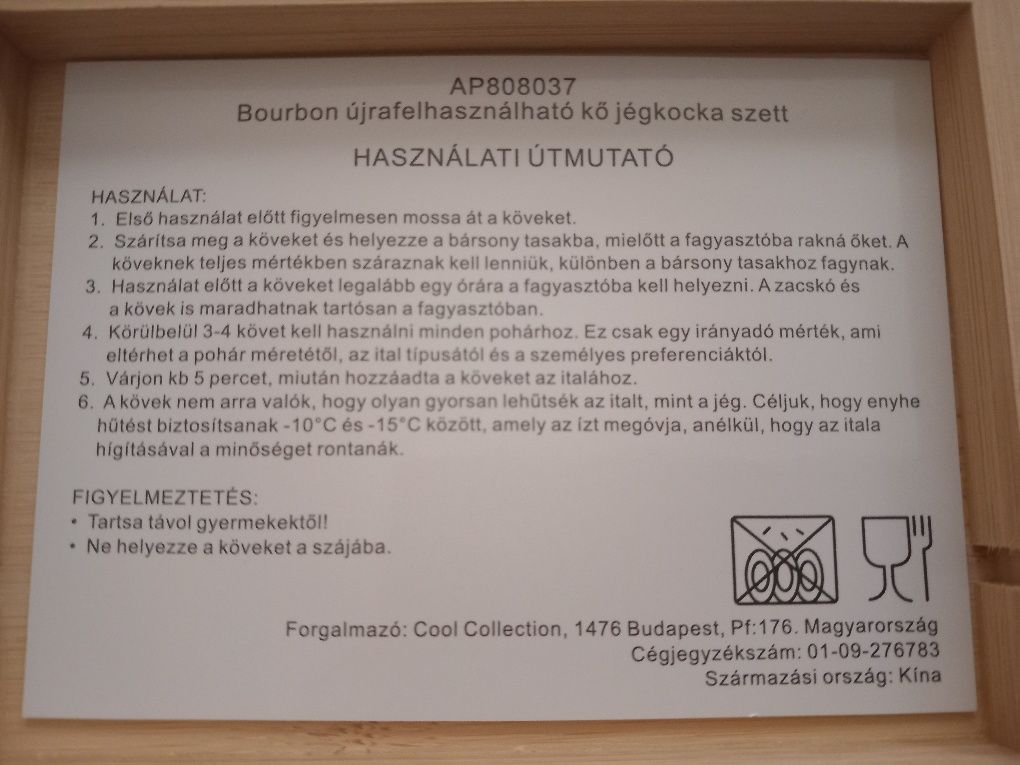 AP808037
Bourbon újrafelhasználható kő jégkocka szett
HASZNÁLATI ÚTMUTATÓ
HASZNÁLAT:
1. Első használat előtt figyelmesen mossa át a köveket.
2. Szárítsa meg a köveket és helyezze a bársony tasakba, mielőtt a fagyasztóba rakná őket. A
köveknek teljes mértékben száraznak kell lenniük, különben a bársony tasakhoz fagynak.
3. Használat előtt a köveket legalább egy órára a fagyasztóba kell helyezni. A zacskó és
a kövek is maradhatnak tartósan a fagyasztóban.
4. Körülbelül 3-4 követ kell használni minden pohárhoz. Ez csak egy irányadó mérték, ami
eltérhet a pohár méretétől, az ital típusától és a személyes preferenciáktól.
5. Várjon kb 5 percet, miután hozzáadta a köveket az italához.
6. A kövek nem arra valók, hogy olyan gyorsan lehűtsék az italt, mint a jég. Céljuk, hogy enyhe
hűtést biztosítsanak -10°C és -15°C között, amely az ízt megóvja, anélkül, hogy az itala
hígításával a minőséget rontanák.
FIGYELMEZTETÉS:
• Tartsa távol gyermekektől!
• Ne helyezze a köveket a szájába.
Forgalmazó: Cool Collection, 1476 Budapest, Pf:176. Magyarország
Cégjegyzékszám: 01-09-276783
Származási ország: Kína